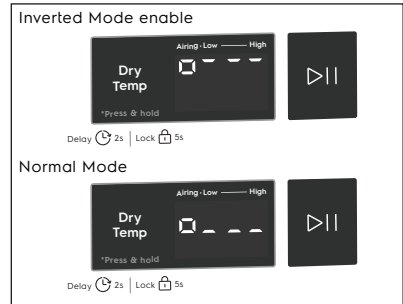 Inverted Mode enable
Airing · Low High
Dry
Temp
*Press & hold
Delay 2s | Lock 5s
Normal Mode
Airing · Low High
Dry
Temp
*Press & hold
Delay 2s | Lock 5s